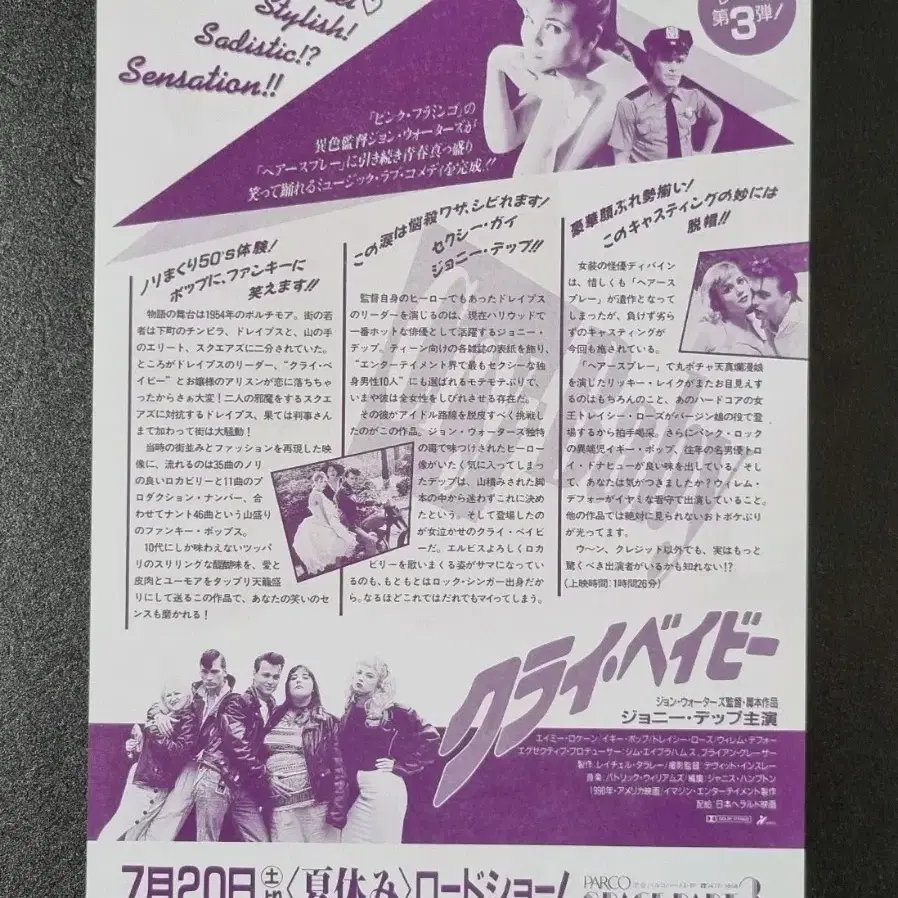 Stylish!
Sadistic!?
Sensation!!
第3弾!
「ピンク・フラミンゴ」の
異色監督ジョン・ウォーターズが
「ヘアースプレー」に引き続き青春真っ盛り
笑って踊れるミュージック・ラブ・コメディを完成!!
ノリまくり50's体験!
ポップに、ファンキーに
笑えます!!
物語の舞台は1954年のボルチモア。街の若
者は下町のチンピラ、ドレイプスと、山の手
のエリート、スクエアズに二分されていた。
ところがドレイプスのリーダー、“クライ・ベ
イビー”とお嬢様のアリスンが恋に落ちちゃ
ったからさぁ大変！二人の邪魔をするスクエ
アズに対抗するドレイプス、果ては判事さん
まで加わって街は大騒動！
当時の街並みとファッションを再現した映
像に、流れるのは35曲のノリ
の良いロカビリーと11曲のプ
ロダクション・ナンバー、合
わせてナント46曲という山盛り
のファンキー・ポップス。
10代にしか味わえないツッパ
リのスリリングな醍醐味を、愛と
皮肉とユーモアをタップリ天麗盛
りにして送るこの作品で、あなたの笑いのセ
ンスも磨かれる！
この涙は悩殺ワザ、シビれます!
セクシー・ガイ
ジョニー・デップ!!
監督自身のヒーローでもあったドレイプス
のリーダーを演じるのは、現在ハリウッドで
一番ホットな俳優として活躍するジョニー・
デップ。ティーン向けの各雑誌の表紙を飾り、
“エンターテイメント界で最もセクシーな独
身男性10人”にも選ばれるモテモテぶりで、
いまや彼は全女性をしびれさせる存在だ。
その彼がアイドル路線を脱皮すべく挑戦し
たのがこの作品。ジョン・ウォーターズ独特
の毒で味つけされたヒーロー
像がいたく気に入ってしまっ
たデップは、山積みされた脚
本の中から迷わずこれに決め
たという。そして登場したの
が女泣かせのクライ・ベイビ
ーだ。エルビスよろしくロカ
ビリーを歌いまくる姿がサマになっている
のも、もともとはロック・シンガー出身だか
ら。なるほどこれではだれでもマイってしまう。
豪華顔ぶれ勢揃い!
このキャスティングの妙には
脱帽!!
女装の怪優ディバイン
は、惜しくも「ヘアース
プレー」が遺作となって
しまったが、負けず劣ら
ずのキャスティングが
今回も施されている。
「ヘアースプレー」で丸ポチャ天真爛漫娘
を演じたリッキー・レイクがまたお目見えす
るのはもちろんのこと、あのハードコアの女
王トレイシー・ローズがバージン娘の役で登
場するから拍手喝采。さらにパンク・ロック
の異端児イギー・ポップ、往年の名男優トロ
イ・ドナヒューが良い味を出している。そし
て、あなたは気がつきましたか？ウィレム・
デフォーがイヤミな看守で出演していること。
他の作品では絶対に見られないおトボケぶり
が光ってます。
ウ〜ン、クレジット以外でも、実はもっと
驚くべき出演者がいるかも知れない!?
(上映時間:1時間26分)
Cry-Baby
クライ・ベイビー
ジョン・ウォーターズ監督・脚本作品
ジョニー・デップ主演
エイミー・ロケーン/イギー・ポップ/トレイシー・ローズ/ウィレム・デフォー
エグゼクティブ・プロデューサー:ジム・エイブラハムス、ブライアン・グレーザー
製作:レイチェル・タラレー/撮影監督:デヴィット・インスレー
音楽:パトリック・ウィリアムズ/編集:ジャニス・ハンプトン
1990年・アメリカ映画/イマジン・エンターテイメント製作
配給:日本ヘラルド映画
DOLBY STEREO
7月20日土より〈夏休み〉ロードショー!
PARCO
SPACE PART 3